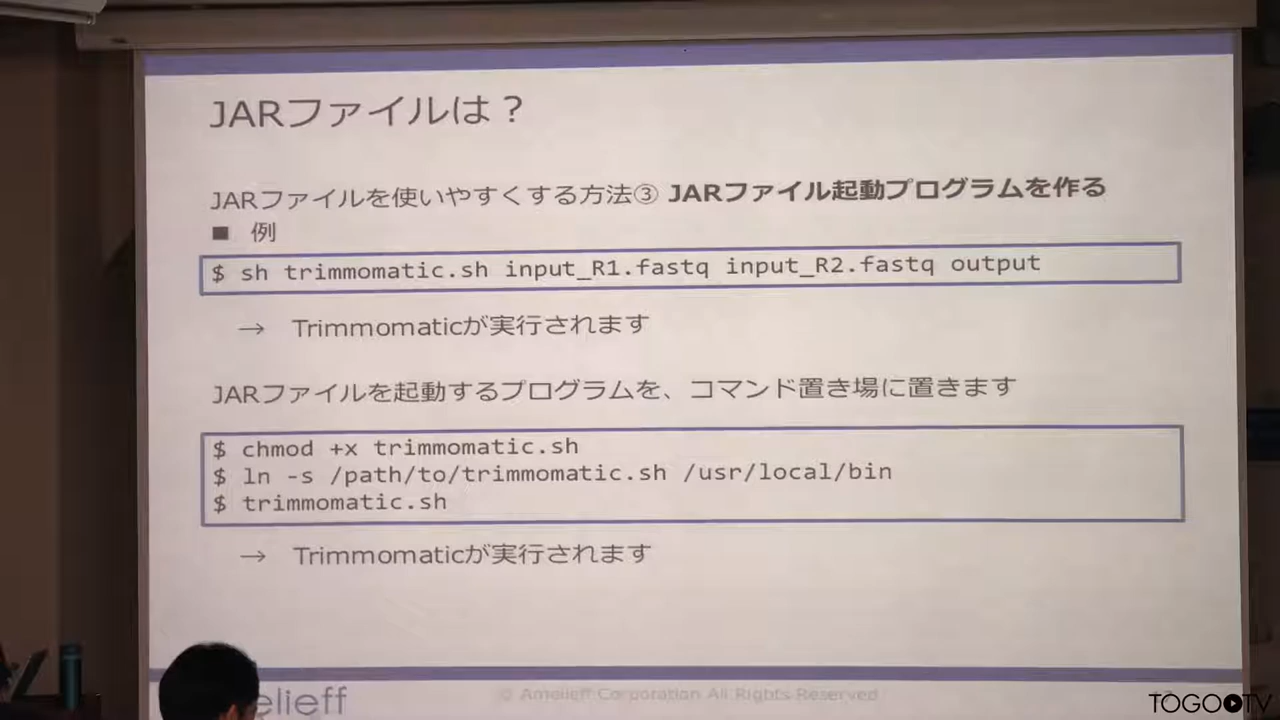 JARファイルは？
JARファイルを使いやすくする方法③ JARファイル起動プログラムを作る
■ 例
$ sh trimmomatic.sh input_R1.fastq input_R2.fastq output
→ Trimmomaticが実行されます
JARファイルを起動するプログラムを、コマンド置き場に置きます
$ chmod +x trimmomatic.sh
$ ln -s /path/to/trimmomatic.sh /usr/local/bin
$ trimmomatic.sh
→ Trimmomaticが実行されます
elieff
© Amelieff Corporation All Rights Reserved
TOGOTV